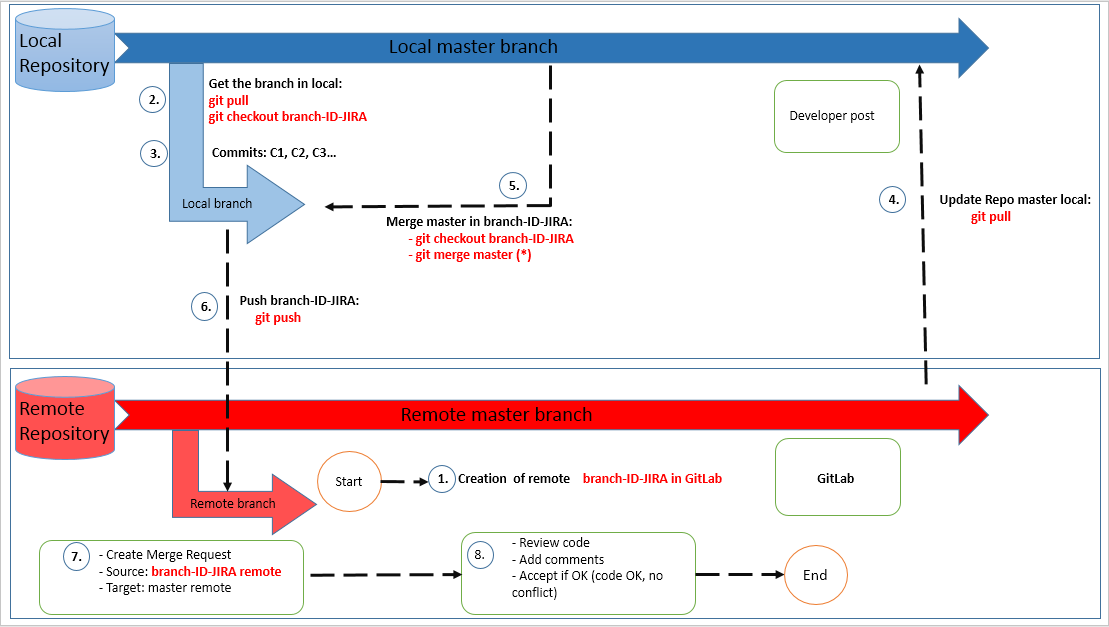 Local
Repository
Local master branch
2.
Get the branch in local:
git pull
git checkout branch-ID-JIRA
3.
Commits: C1, C2, C3...
Local branch
Developer post
5.
Merge master in branch-ID-JIRA:
- git checkout branch-ID-JIRA
- git merge master (*)
4.
Update Repo master local:
git pull
6.
Push branch-ID-JIRA:
git push
Remote
Repository
Remote master branch
Remote branch
Start
1.
Creation of remote branch-ID-JIRA in GitLab
GitLab
7.
- Create Merge Request
- Source: branch-ID-JIRA remote
- Target: master remote
8.
- Review code
- Add comments
- Accept if OK (code OK, no
conflict)
End